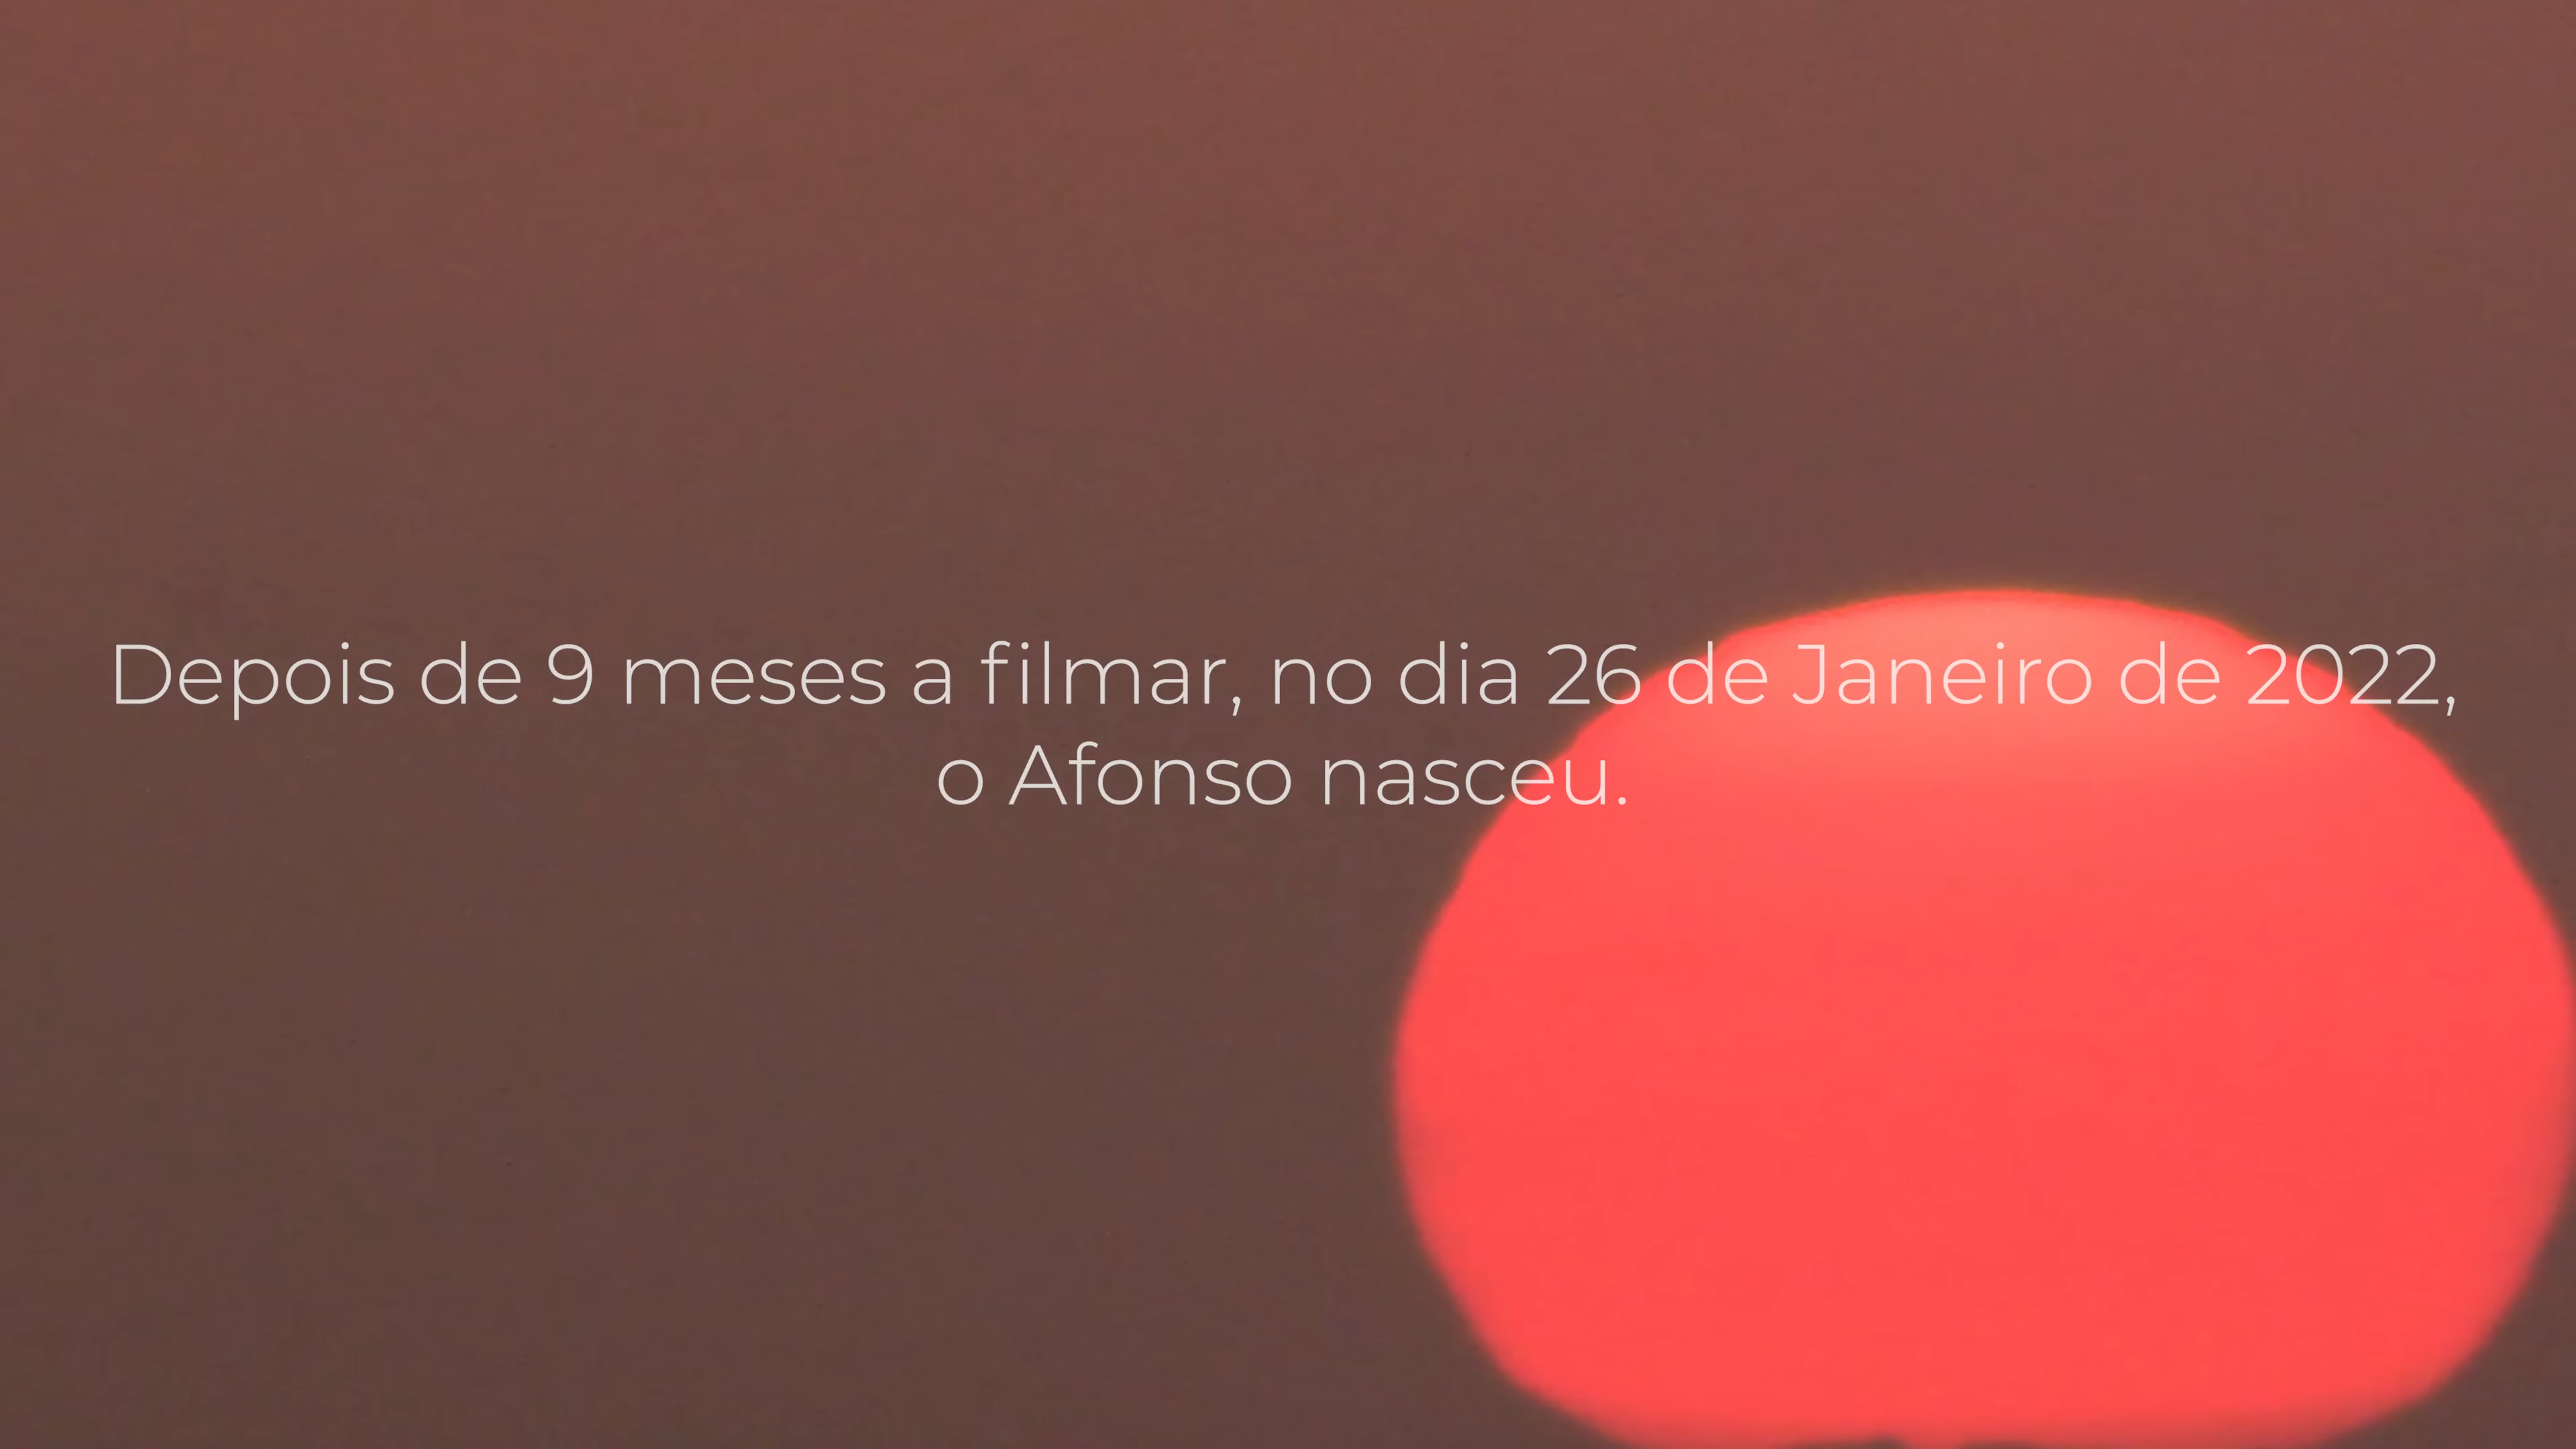 Depois de 9 meses a filmar, no dia 26 de Janeiro de 2022,
o Afonso nasceu.